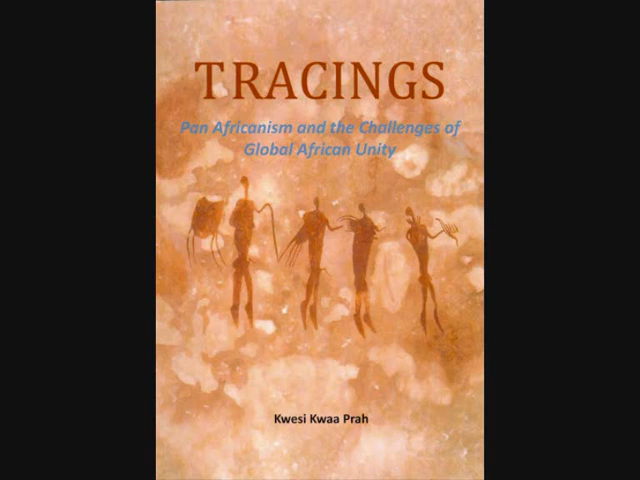 TRACINGS
Pan Africanism and the Challenges of
Global African Unity
Kwesi Kwaa Prah